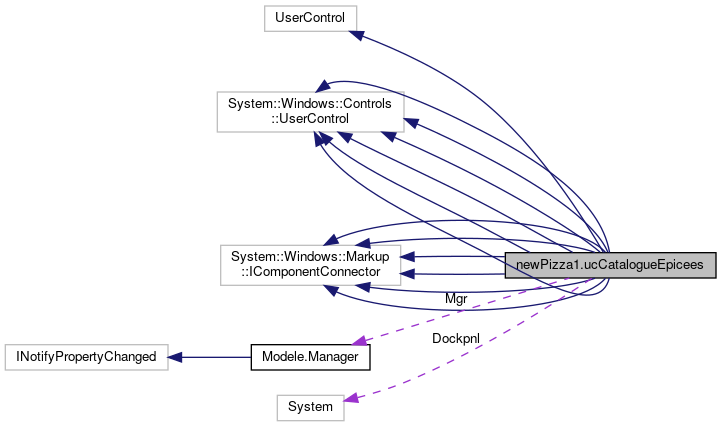 UserControl
System::Windows::Controls
::UserControl
System::Windows::Markup
::IComponentConnector
newPizza1.ucCatalogueEpicees
Mgr
Dockpnl
INotifyPropertyChanged
Modele.Manager
System